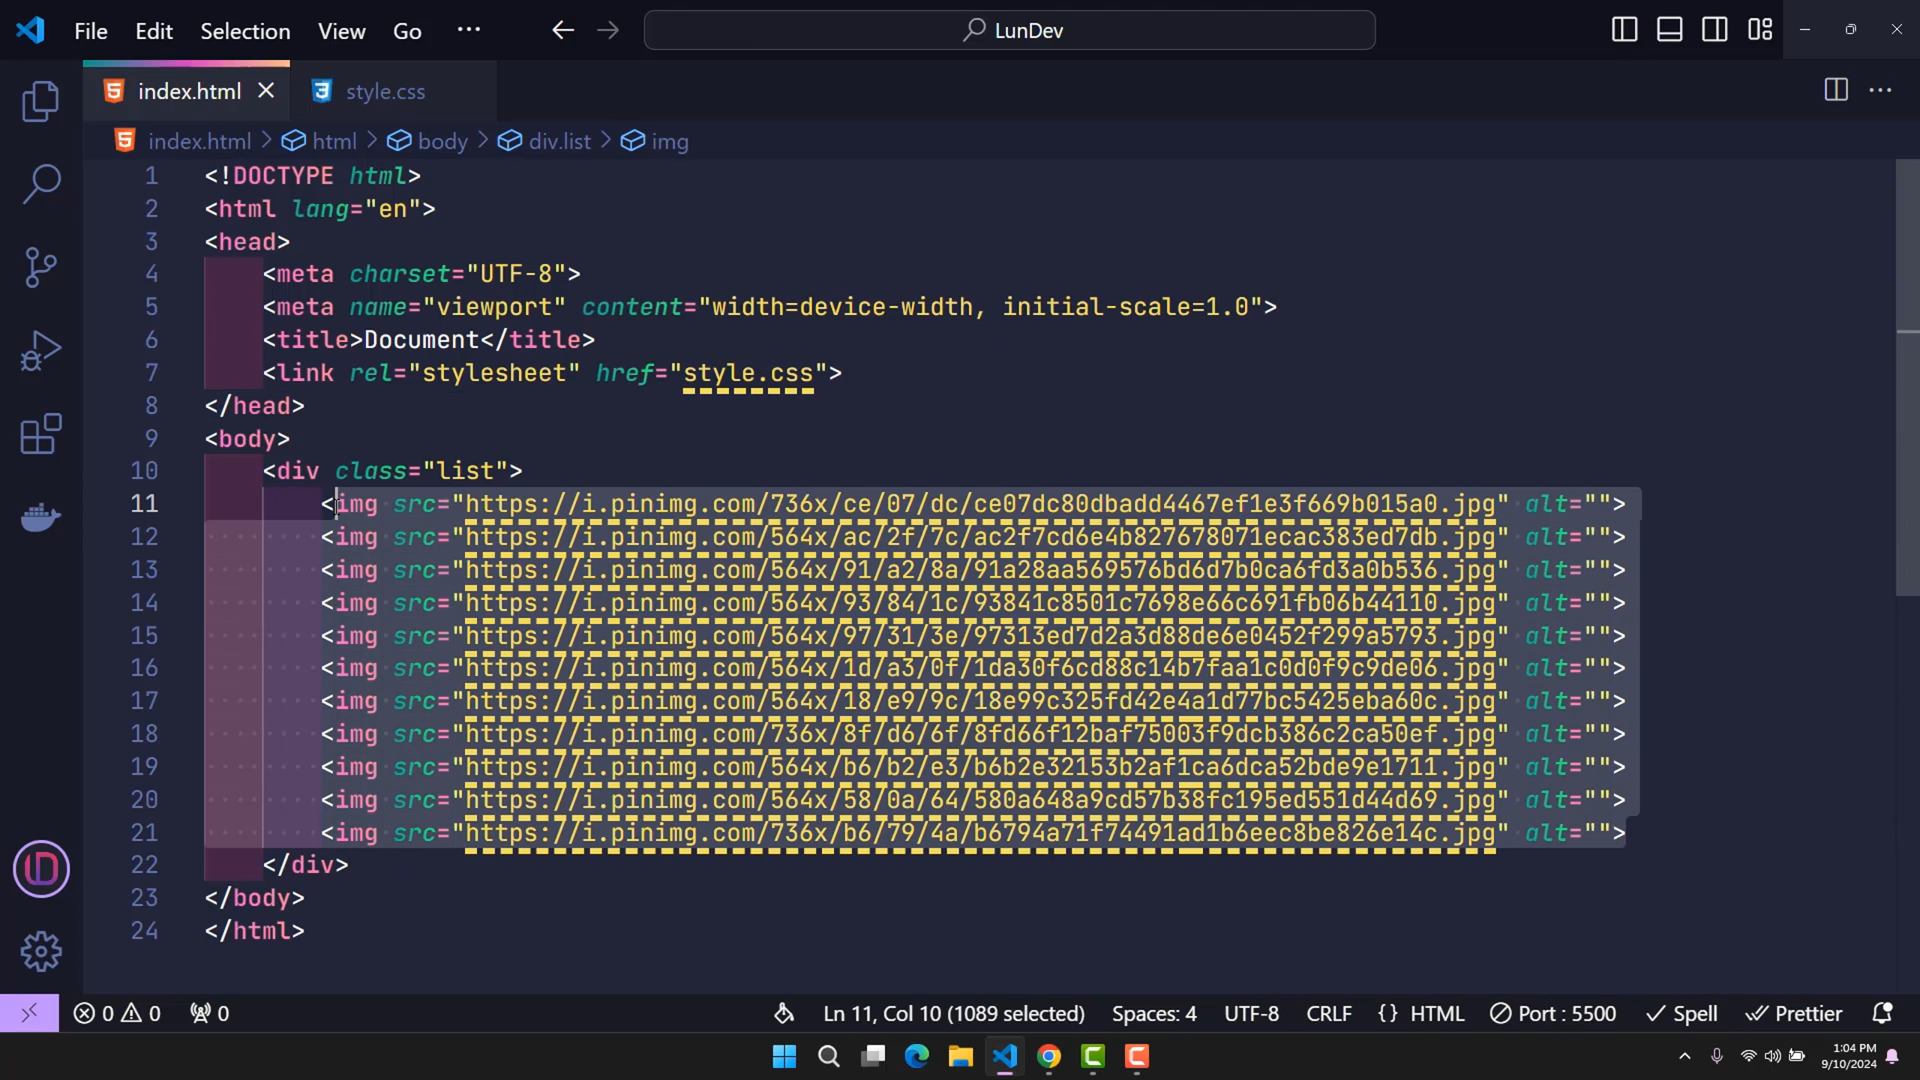 File Edit Selection View Go ··· LunDev
index.html style.css
index.html > html > body > div.list > img
1 <!DOCTYPE html>
2 <html lang="en">
3 <head>
4 <meta charset="UTF-8">
5 <meta name="viewport" content="width=device-width, initial-scale=1.0">
6 <title>Document</title>
7 <link rel="stylesheet" href="style.css">
8 </head>
9 <body>
10 <div class="list">
11 <img src="https://i.pinimg.com/736x/ce/07/dc/ce07dc80dbadd4467ef1e3f669b015a0.jpg" alt="">
12 <img src="https://i.pinimg.com/564x/ac/2f/7c/ac2f7cd6e4b827678071ecac383ed7db.jpg" alt="">
13 <img src="https://i.pinimg.com/564x/91/a2/8a/91a28aa569576bd6d7b0ca6fd3a0b536.jpg" alt="">
14 <img src="https://i.pinimg.com/564x/93/84/1c/93841c8501c7698e66c691fb06b44110.jpg" alt="">
15 <img src="https://i.pinimg.com/564x/97/31/3e/97313ed7d2a3d88de6e0452f299a5793.jpg" alt="">
16 <img src="https://i.pinimg.com/564x/1d/a3/0f/1da30f6cd88c14b7faa1c0d0f9c9de06.jpg" alt="">
17 <img src="https://i.pinimg.com/564x/18/e9/9c/18e99c325fd42e4a1d77bc5425eba60c.jpg" alt="">
18 <img src="https://i.pinimg.com/736x/8f/d6/6f/8fd66f12baf75003f9dcb386c2ca50ef.jpg" alt="">
19 <img src="https://i.pinimg.com/564x/b6/b2/e3/b6b2e32153b2af1ca6dca52bde9e1711.jpg" alt="">
20 <img src="https://i.pinimg.com/564x/58/0a/64/580a648a9cd57b38fc195ed551d44d69.jpg" alt="">
21 <img src="https://i.pinimg.com/736x/b6/79/4a/b6794a71f74491ad1b6eec8be826e14c.jpg" alt="">
22 </div>
23 </body>
24 </html>
0 0 0 Ln 11, Col 10 (1089 selected) Spaces: 4 UTF-8 CRLF {} HTML Port : 5500 Spell Prettier
1:04 PM
9/10/2024